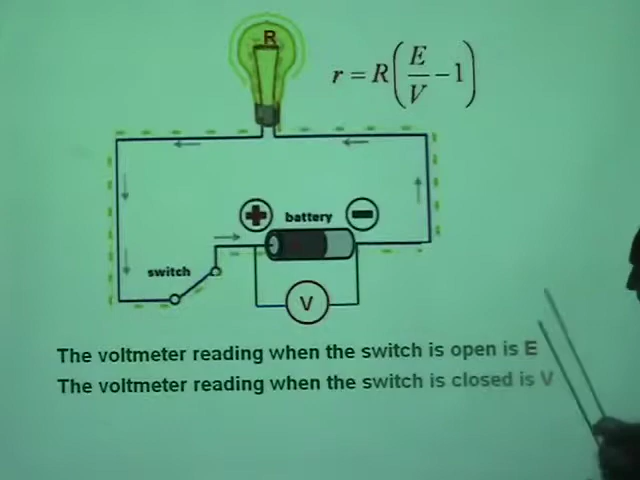 R
r = R(E/V − 1)
+ battery −
switch
V
The voltmeter reading when the switch is open is E
The voltmeter reading when the switch is closed is V